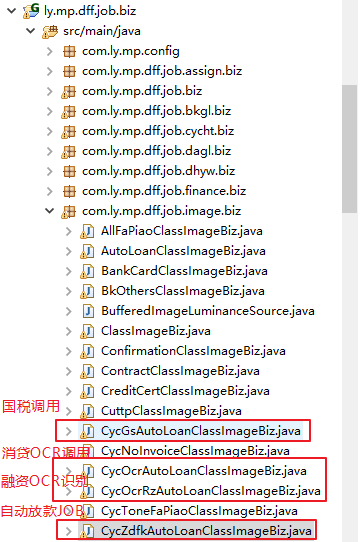 ly.mp.dff.job.biz
src/main/java
com.ly.mp.config
com.ly.mp.dff.job.assign.biz
com.ly.mp.dff.job.biz
com.ly.mp.dff.job.bkgl.biz
com.ly.mp.dff.job.cycht.biz
com.ly.mp.dff.job.dagl.biz
com.ly.mp.dff.job.dhyw.biz
com.ly.mp.dff.job.finance.biz
com.ly.mp.dff.job.image.biz
AllFaPiaoClassImageBiz.java
AutoLoanClassImageBiz.java
BankCardClassImageBiz.java
BkOthersClassImageBiz.java
BufferedImageLuminanceSource.java
ClassImageBiz.java
ConfirmationClassImageBiz.java
ContractClassImageBiz.java
CreditCertClassImageBiz.java
CuttpClassImageBiz.java
国税调用
CycGsAutoLoanClassImageBiz.java
CycNoInvoiceClassImageBiz.java
消贷OCR调用
CycOcrAutoLoanClassImageBiz.java
融资OCR识别
CycOcrRzAutoLoanClassImageBiz.java
自动放款JOB
CycToneFaPiaoClassImageBiz.java
CycZdfkAutoLoanClassImageBiz.java